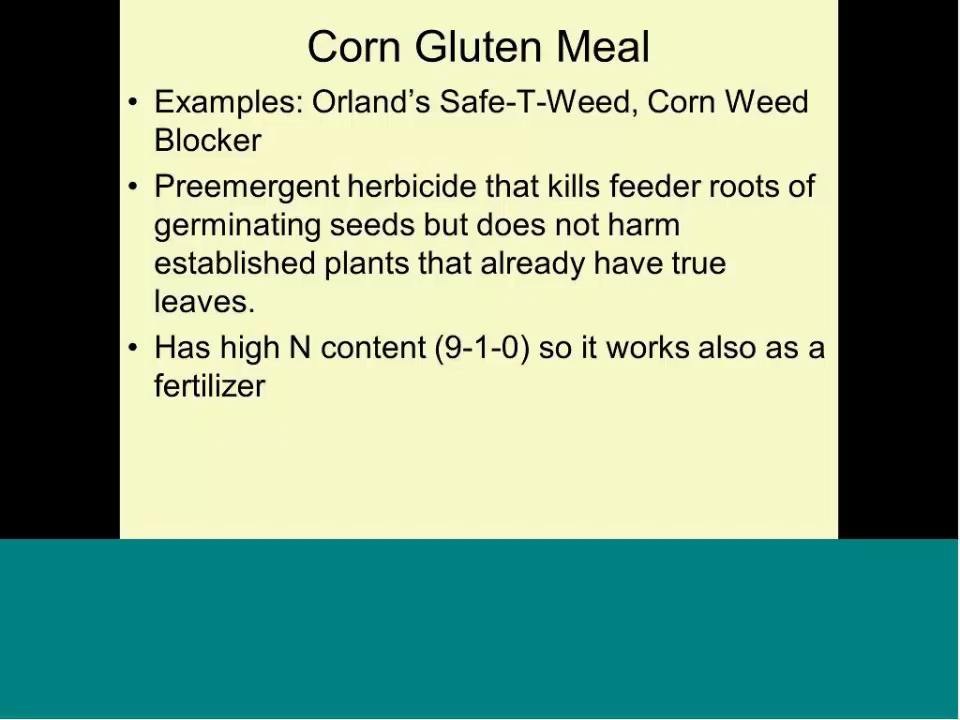 Corn Gluten Meal
• Examples: Orland's Safe-T-Weed, Corn Weed
Blocker
• Preemergent herbicide that kills feeder roots of
germinating seeds but does not harm
established plants that already have true
leaves.
• Has high N content (9-1-0) so it works also as a
fertilizer